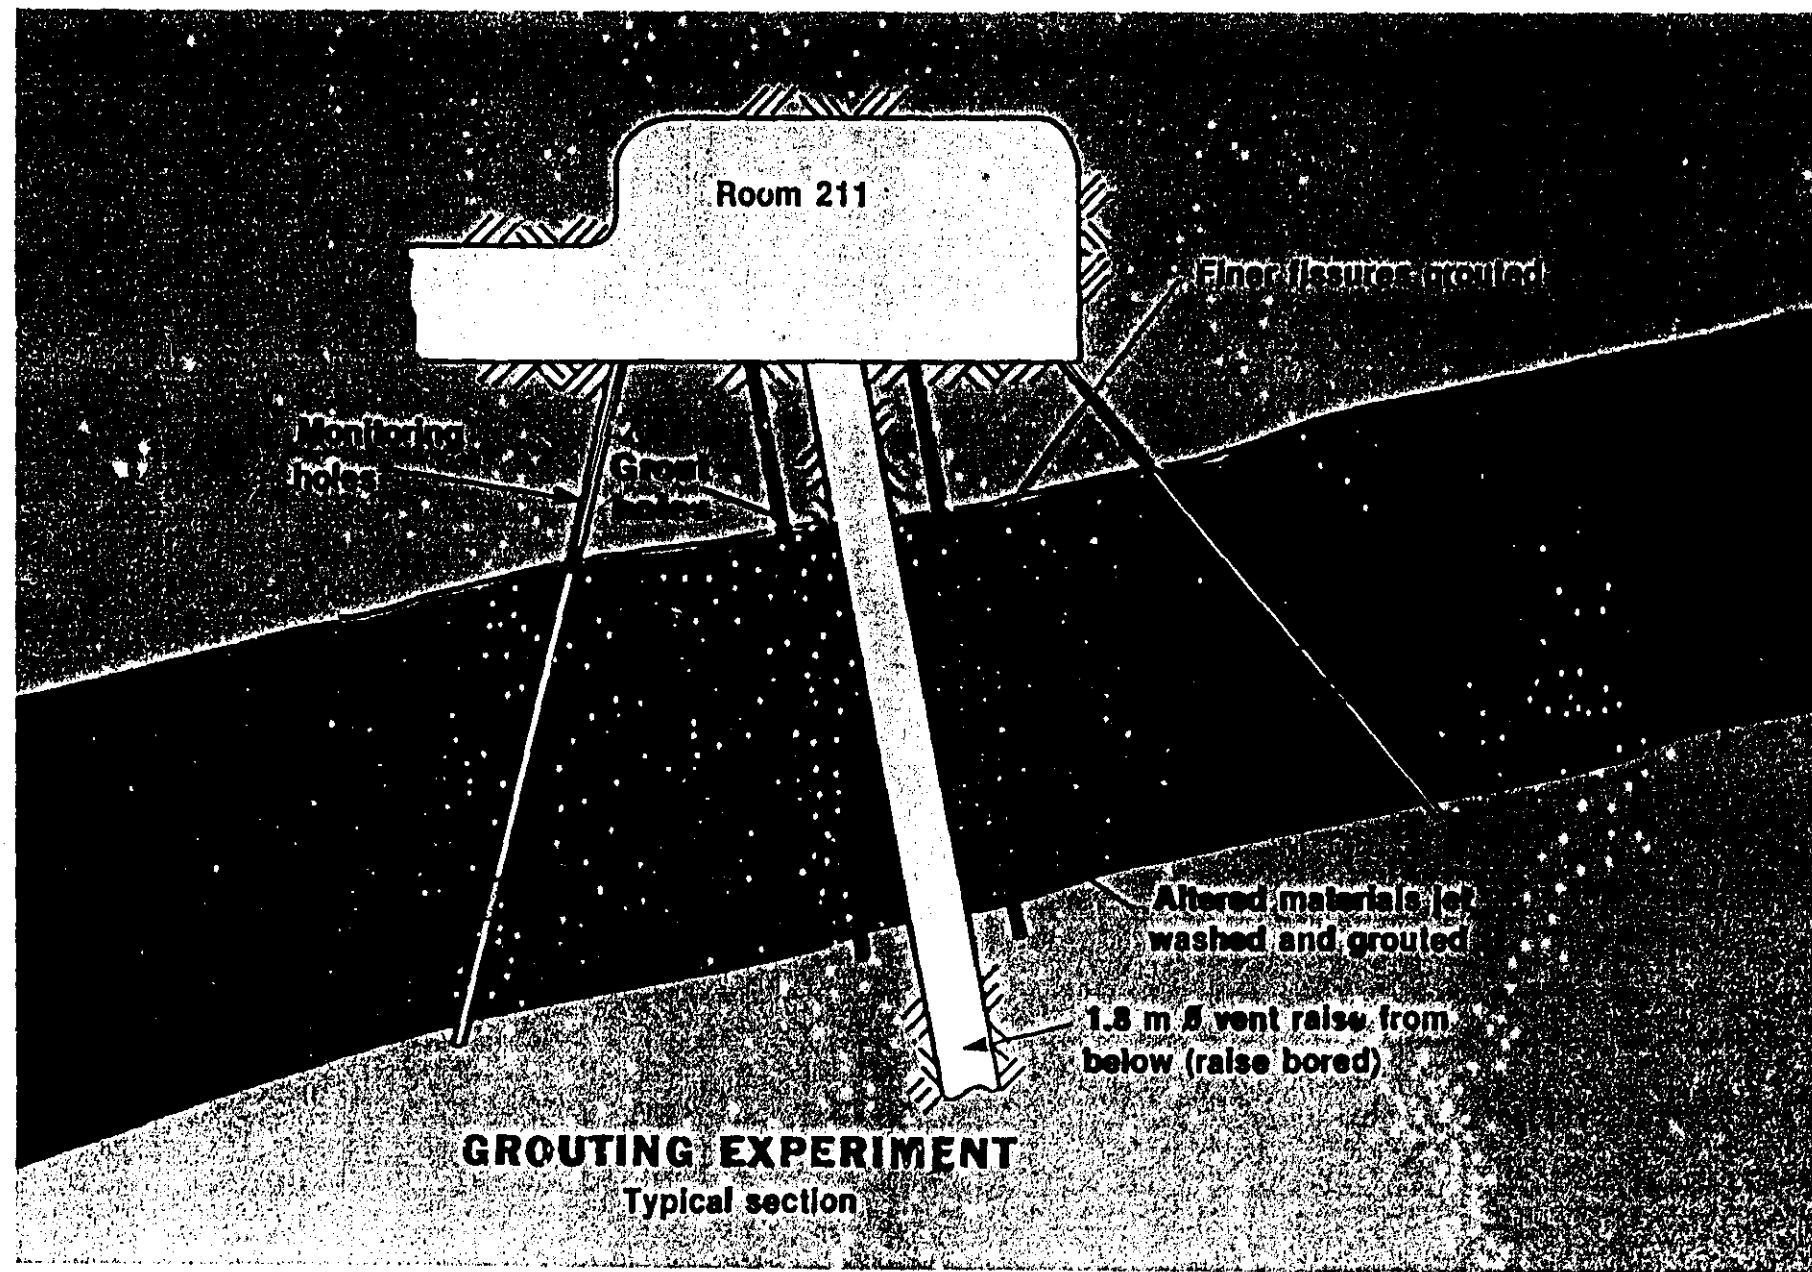 Room 211
Finer fissures grouted
Monitoring
holes
Grout
holes
Altered materials jet
washed and grouted
1.8 m Ø vent raise from
below (raise bored)
GROUTING EXPERIMENT
Typical section